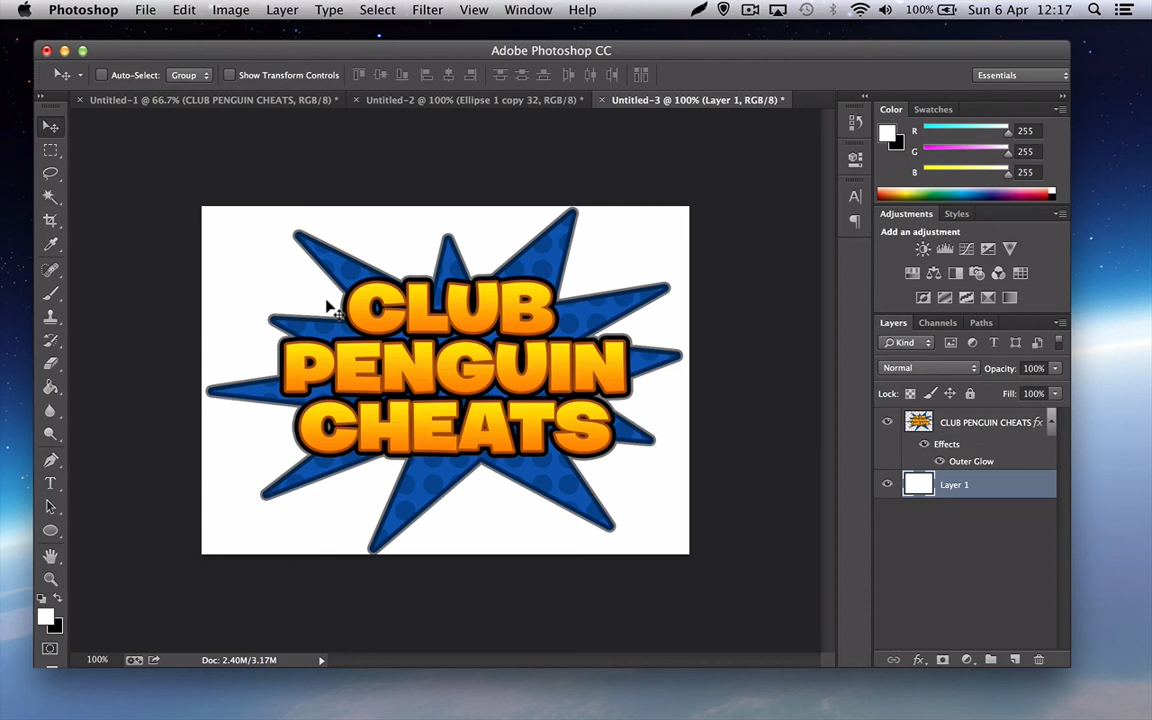 Photoshop File Edit Image Layer Type Select Filter View Window Help 100% Sun 6 Apr 12:17
Adobe Photoshop CC
Auto-Select: Group Show Transform Controls Essentials
Untitled-1 @ 66.7% (CLUB PENGUIN CHEATS, RGB/8) * Untitled-2 @ 100% (Ellipse 1 copy 32, RGB/8) * Untitled-3 @ 100% (Layer 1, RGB/8) *
Color Swatches
R 255
G 255
B 255
Adjustments Styles
Add an adjustment
CLUB
PENGUIN
CHEATS
Layers Channels Paths
Kind
Normal Opacity: 100%
Lock: Fill: 100%
CLUB PENGUIN CHEATS fx
Effects
Outer Glow
Layer 1
100% Doc: 2.40M/3.17M